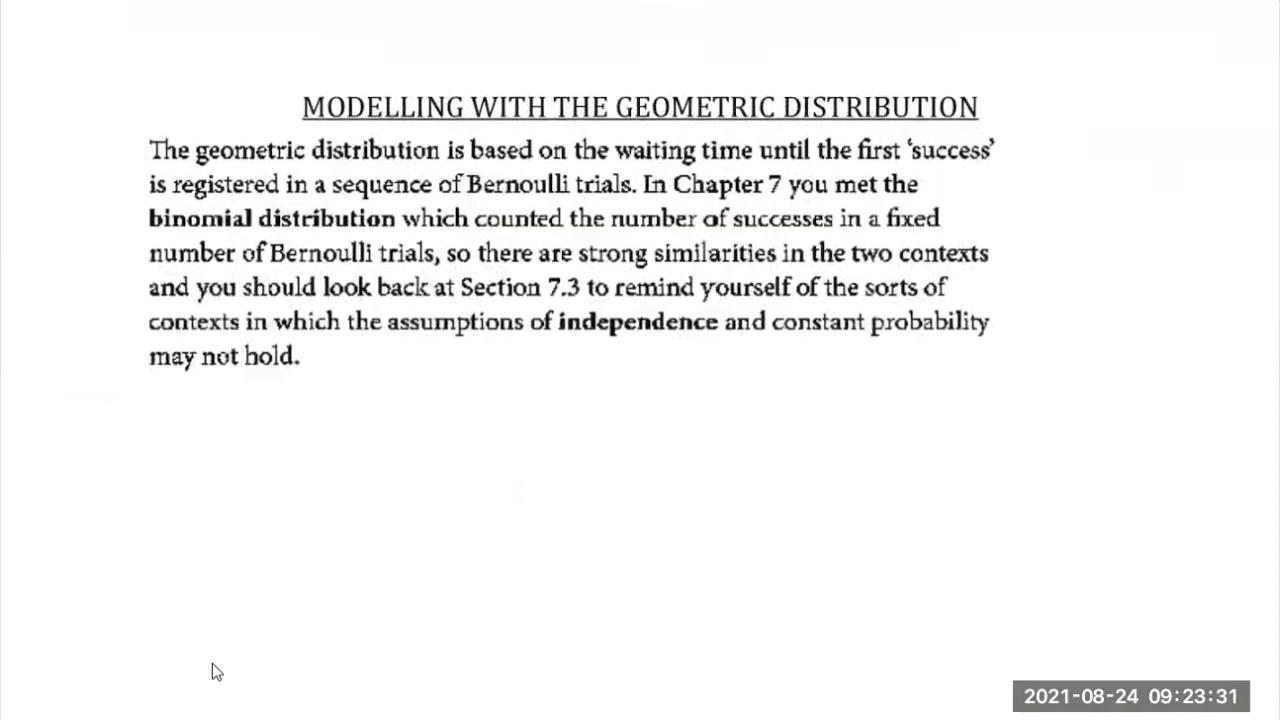 MODELLING WITH THE GEOMETRIC DISTRIBUTION
The geometric distribution is based on the waiting time until the first ‘success’
is registered in a sequence of Bernoulli trials. In Chapter 7 you met the
binomial distribution which counted the number of successes in a fixed
number of Bernoulli trials, so there are strong similarities in the two contexts
and you should look back at Section 7.3 to remind yourself of the sorts of
contexts in which the assumptions of independence and constant probability
may not hold.
2021-08-24 09:23:31